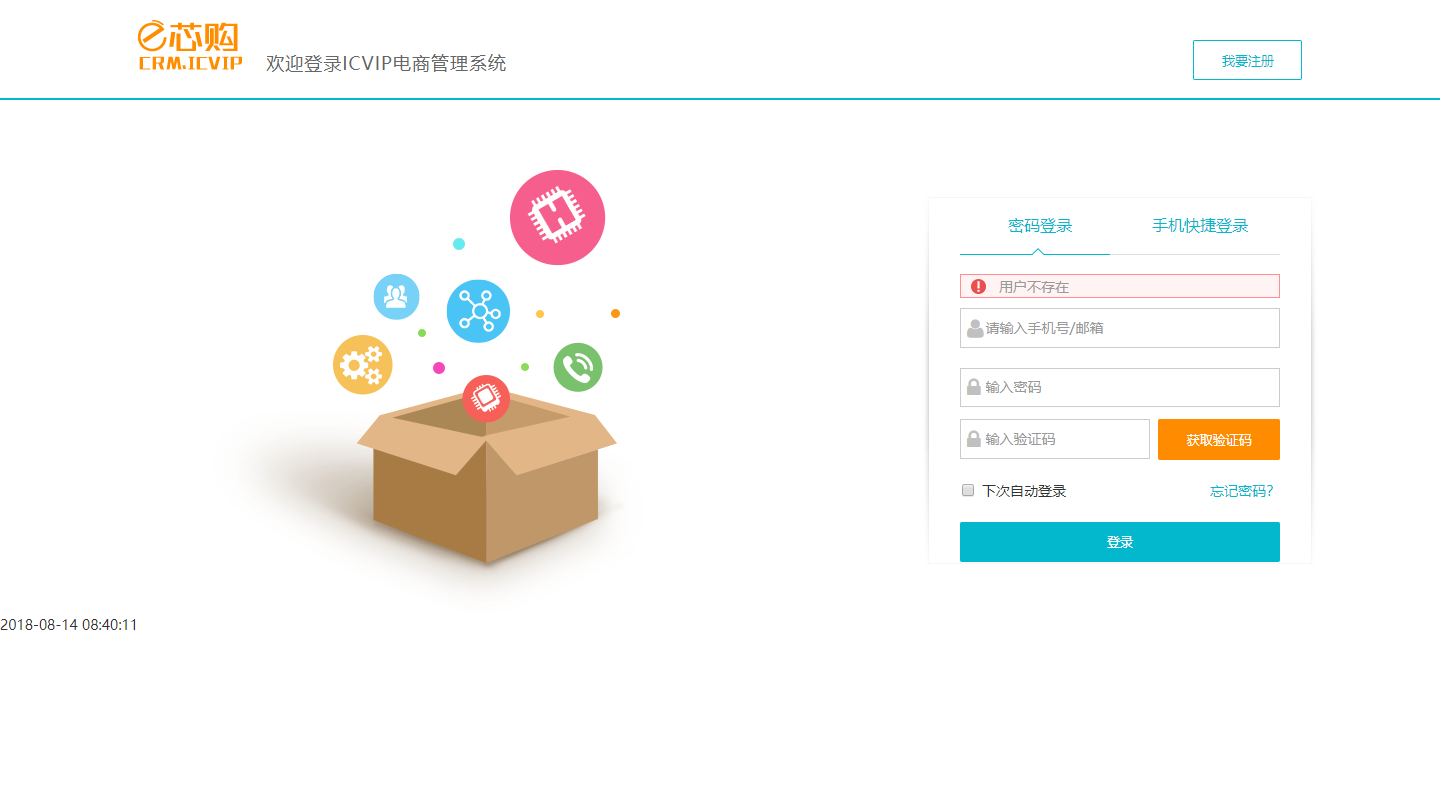 e芯购
CRM.ICVIP
欢迎登录ICVIP电商管理系统
我要注册
密码登录
手机快捷登录
用户不存在
请输入手机号/邮箱
输入密码
输入验证码
获取验证码
下次自动登录
忘记密码?
登录
2018-08-14 08:40:11